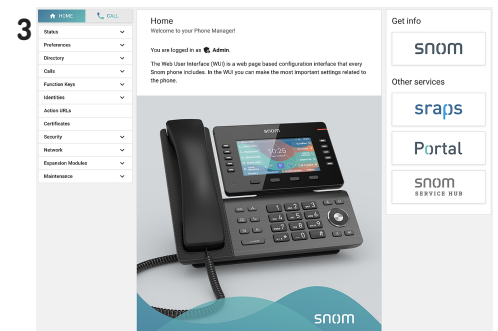 3
HOME
CALL
Status
Preferences
Directory
Calls
Function Keys
Identities
Action URLs
Certificates
Security
Network
Expansion Modules
Maintenance
Home
Welcome to your Phone Manager!
You are logged in as Admin.
The Web User Interface (WUI) is a web page based configuration interface that every
Snom phone includes. In the WUI you can make the most important settings related to
the phone.
snom
10:25
snom
Get info
snom
Other services
sraps
Portal
snom
SERVICE HUB